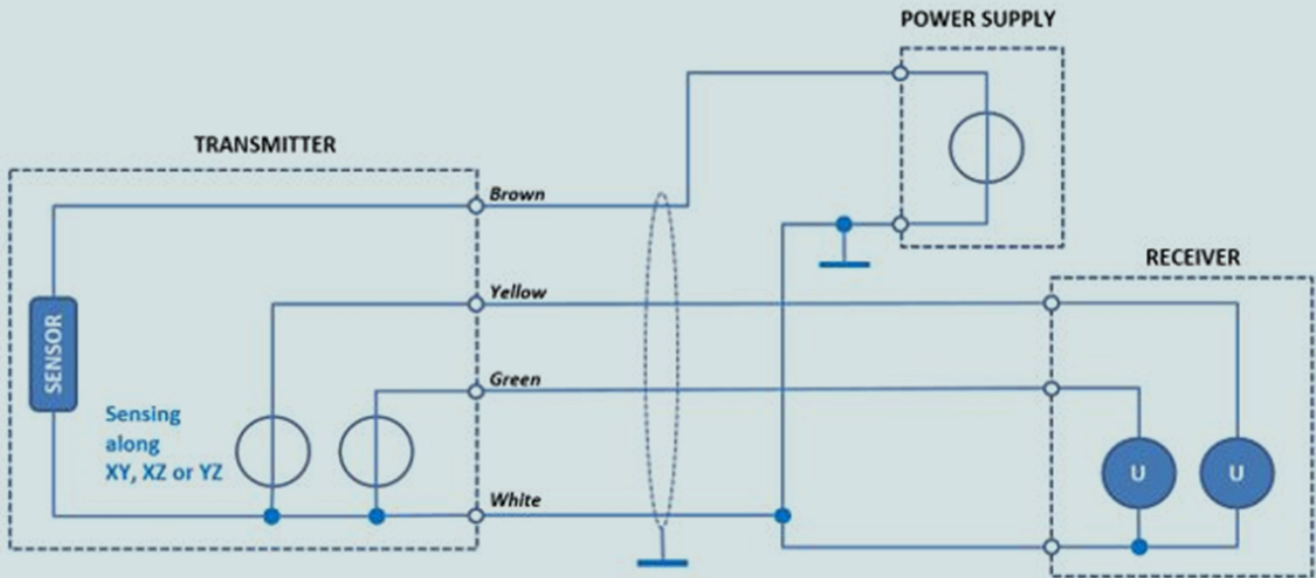 POWER SUPPLY
TRANSMITTER
Brown
RECEIVER
Yellow
SENSOR
Green
Sensing
along
XY, XZ or YZ
U
U
White